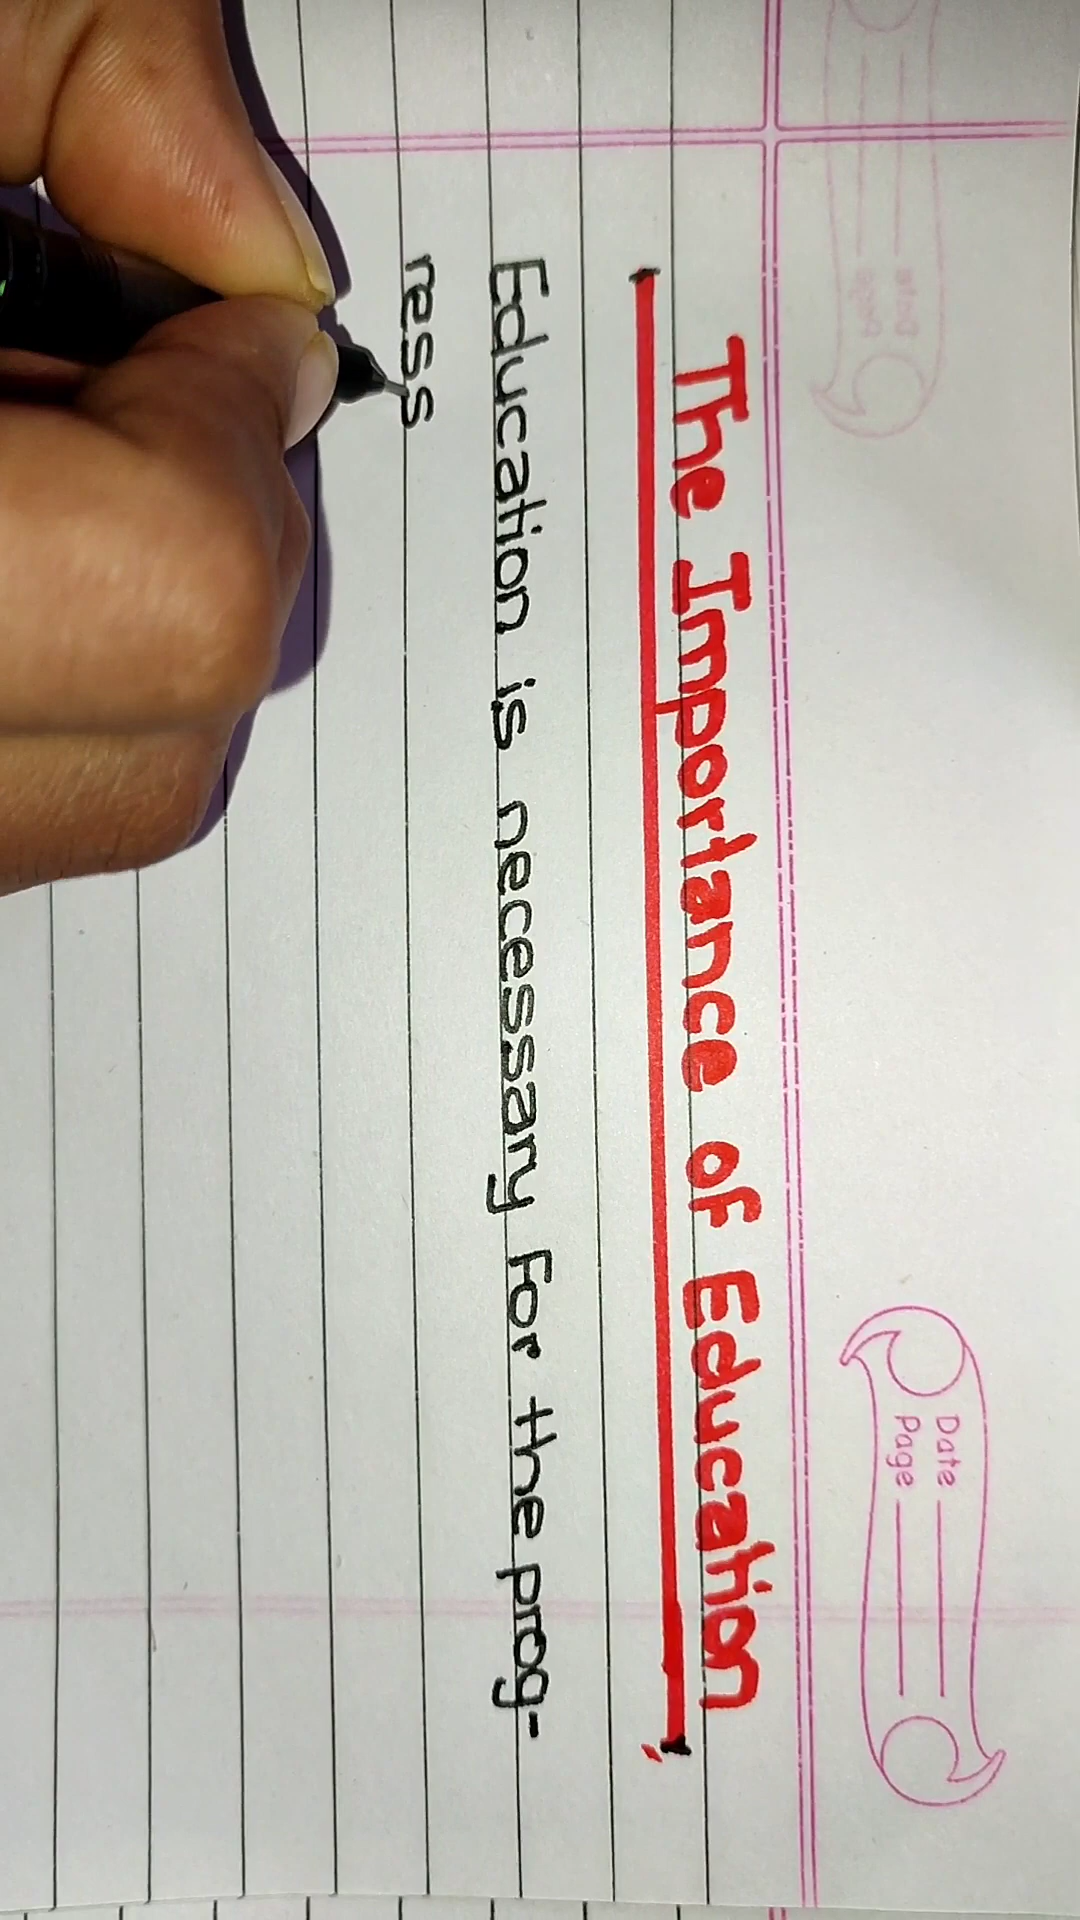 Date
Page
The Importance of Education
Education is necessary for the prog-
ress